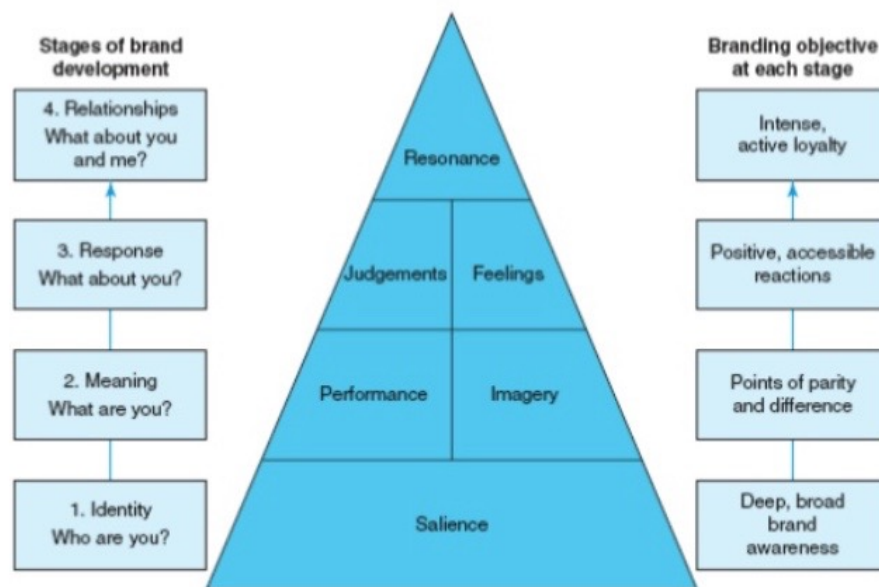 Stages of brand
development
4. Relationships
What about you
and me?
3. Response
What about you?
2. Meaning
What are you?
1. Identity
Who are you?
Resonance
Judgements
Feelings
Performance
Imagery
Salience
Branding objective
at each stage
Intense,
active loyalty
Positive, accessible
reactions
Points of parity
and difference
Deep, broad
brand
awareness